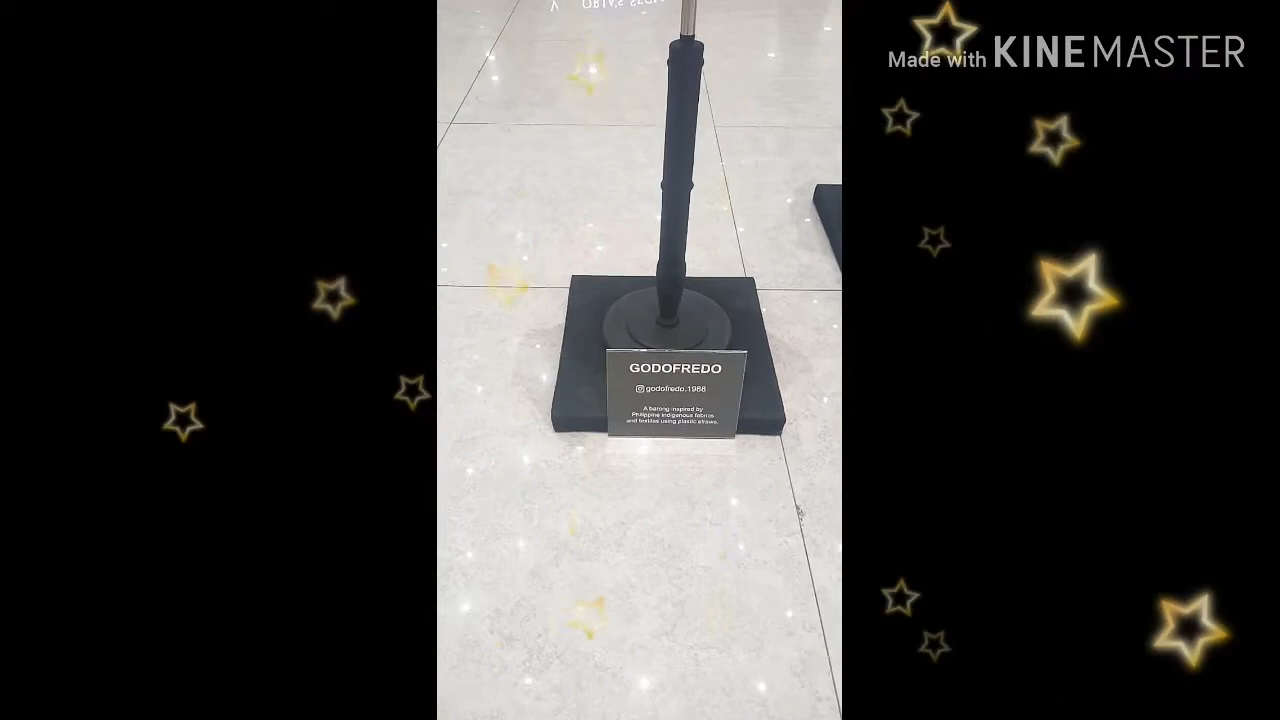 Made with KINEMASTER
GODOFREDO
godofredo.1988
A barong inspired by
Philippine indigenous fabrics
and textiles using plastic straws.